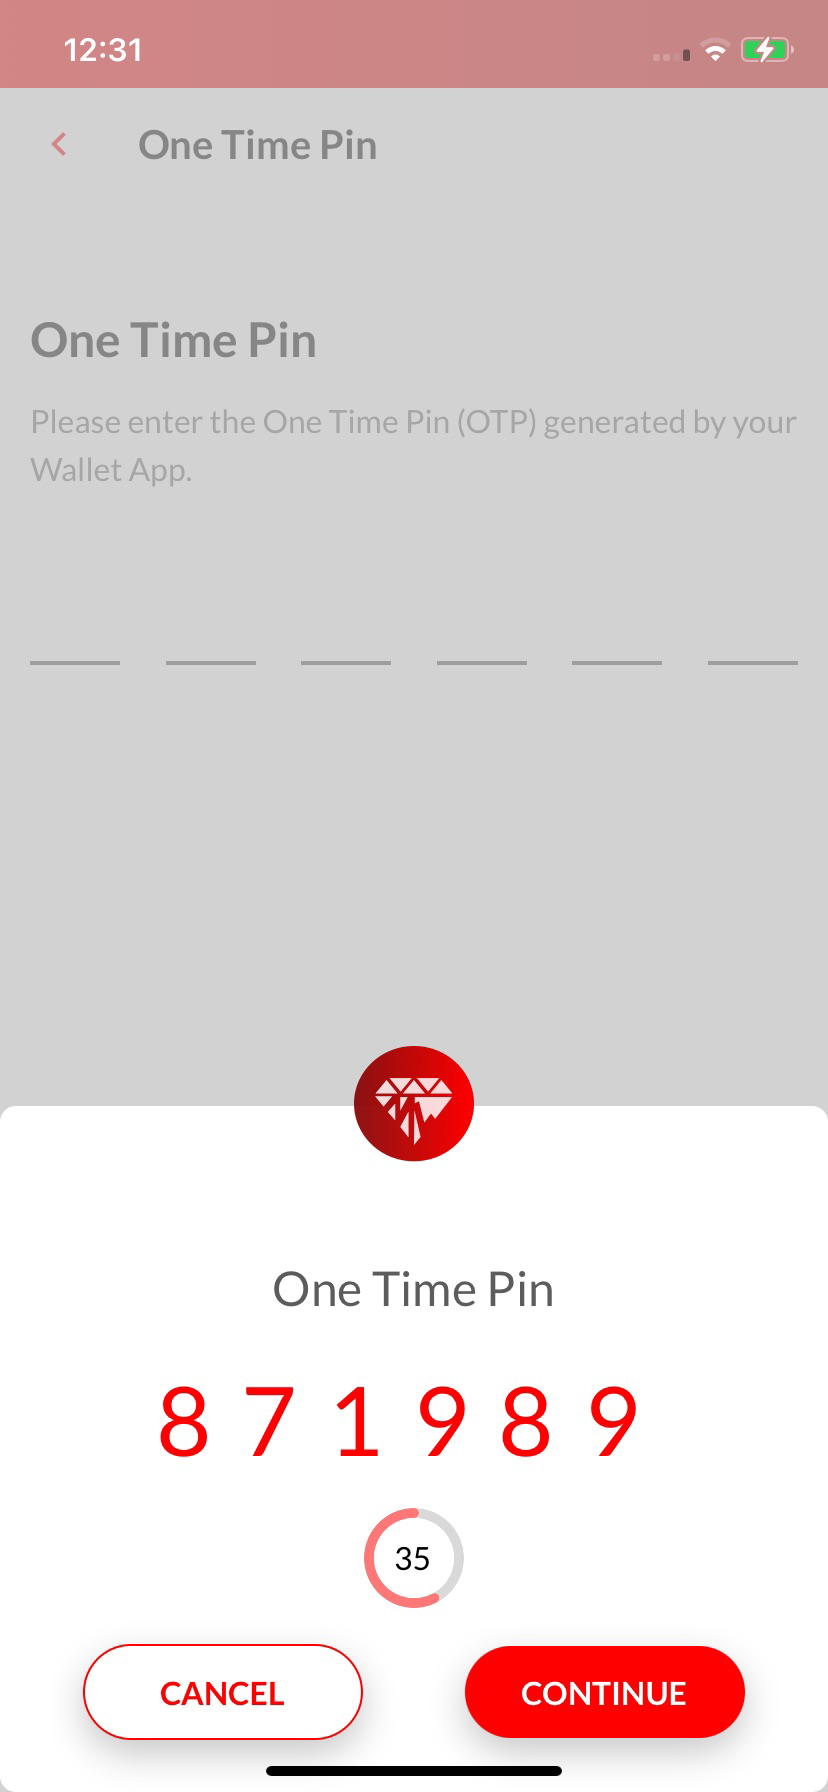 12:31
One Time Pin
One Time Pin
Please enter the One Time Pin (OTP) generated by your
Wallet App.
One Time Pin
8 7 1 9 8 9
35
CANCEL CONTINUE